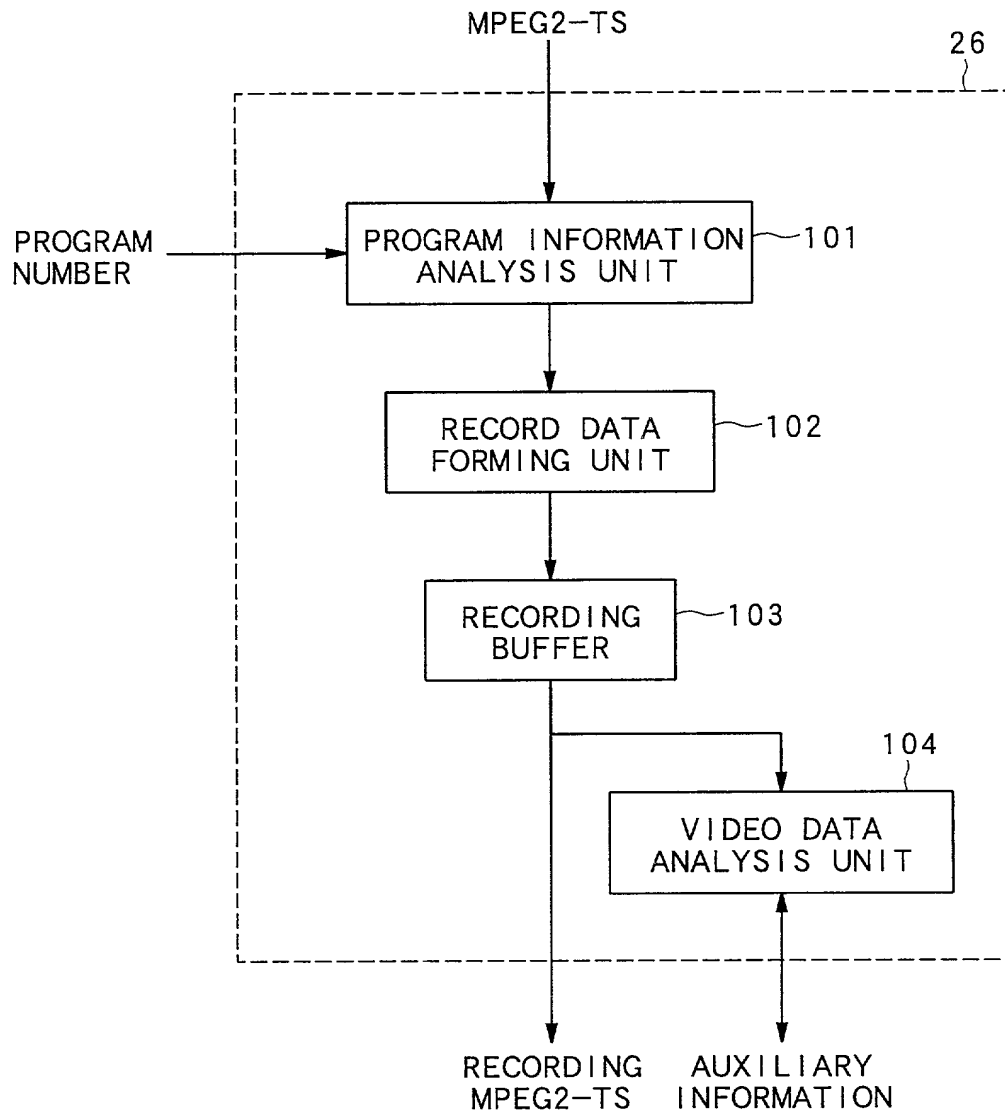 MPEG2-TS
26
PROGRAM
NUMBER
PROGRAM INFORMATION
ANALYSIS UNIT
101
RECORD DATA
FORMING UNIT
102
RECORDING
BUFFER
103
104
VIDEO DATA
ANALYSIS UNIT
RECORDING
MPEG2-TS
AUXILIARY
INFORMATION